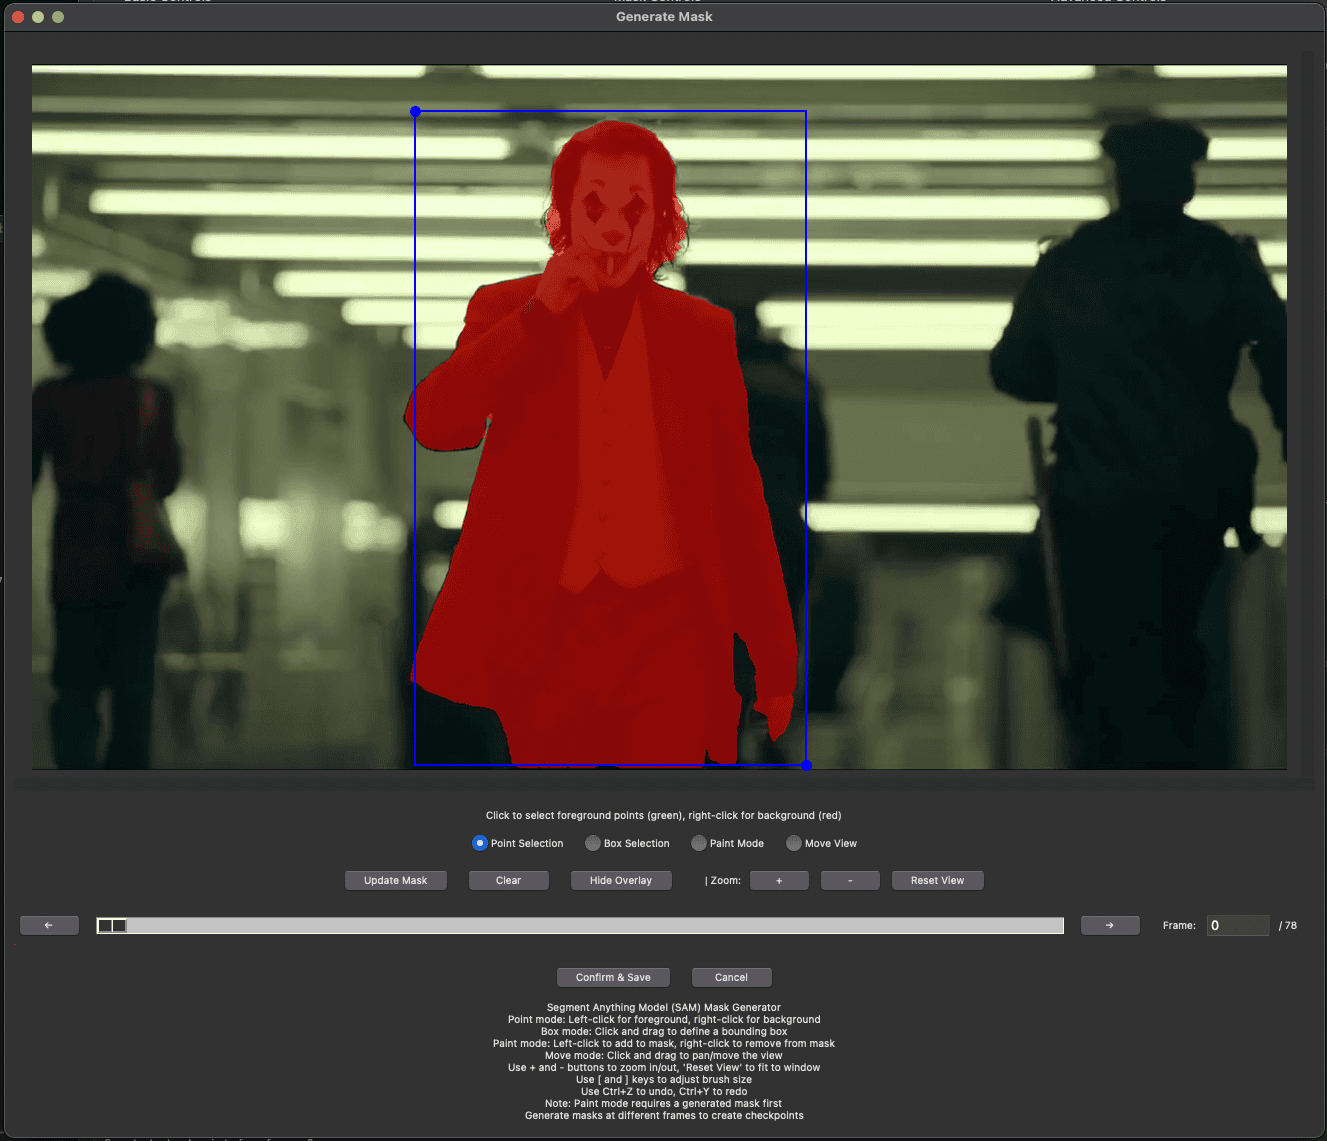 Generate Mask
Click to select foreground points (green), right-click for background (red)
Point Selection Box Selection Paint Mode Move View
Update Mask Clear Hide Overlay | Zoom: + - Reset View
← → Frame: 0 / 78
Confirm & Save Cancel
Segment Anything Model (SAM) Mask Generator
Point mode: Left-click for foreground, right-click for background
Box mode: Click and drag to define a bounding box
Paint mode: Left-click to add to mask, right-click to remove from mask
Move mode: Click and drag to pan/move the view
Use + and - buttons to zoom in/out, 'Reset View' to fit to window
Use [ and ] keys to adjust brush size
Use Ctrl+Z to undo, Ctrl+Y to redo
Note: Paint mode requires a generated mask first
Generate masks at different frames to create checkpoints